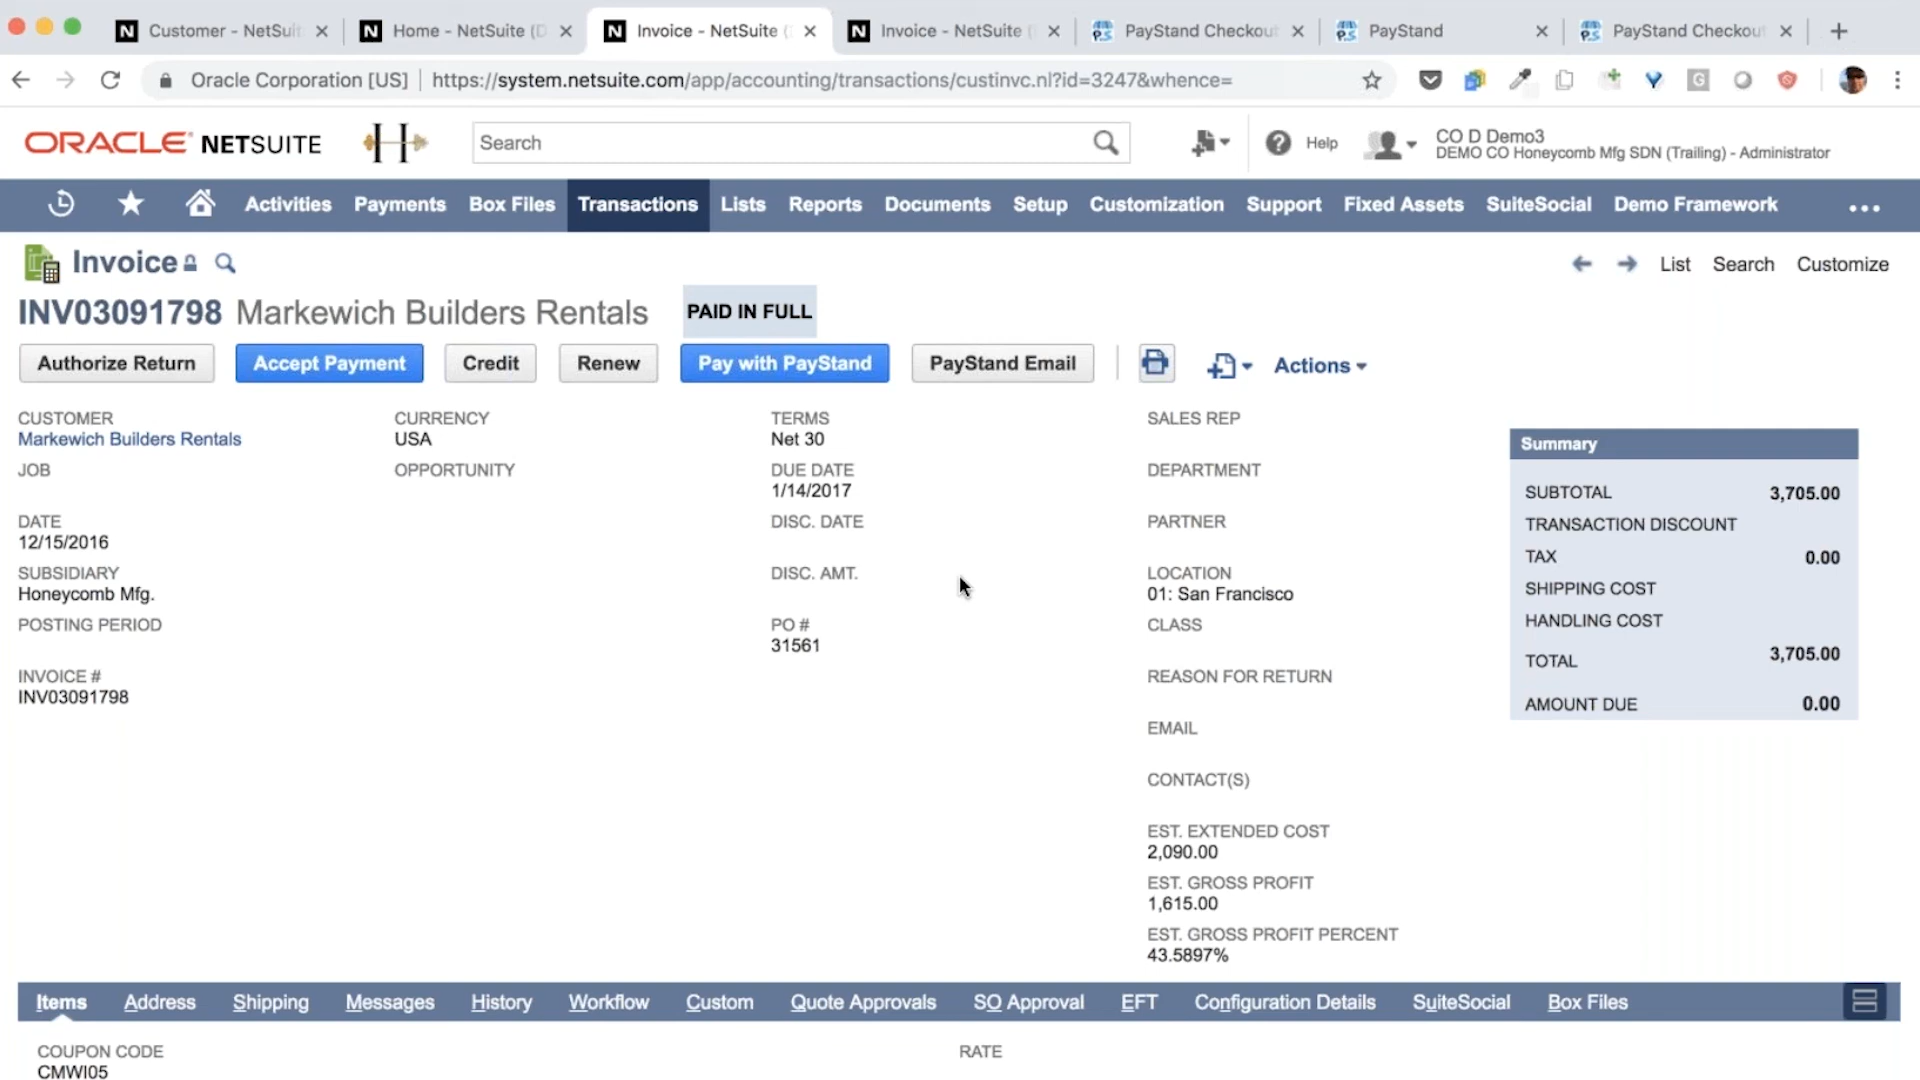 Customer - NetSuit Home - NetSuite (D Invoice - NetSuite ( Invoice - NetSuite ( PayStand Checkout PayStand PayStand Checkout
Oracle Corporation [US] https://system.netsuite.com/app/accounting/transactions/custinvc.nl?id=3247&whence=
ORACLE NETSUITE H Search Help CO D Demo3
DEMO CO Honeycomb Mfg SDN (Trailing) - Administrator
Activities Payments Box Files Transactions Lists Reports Documents Setup Customization Support Fixed Assets SuiteSocial Demo Framework
Invoice List Search Customize
INV03091798 Markewich Builders Rentals PAID IN FULL
Authorize Return Accept Payment Credit Renew Pay with PayStand PayStand Email Actions
CUSTOMER
Markewich Builders Rentals
JOB
DATE
12/15/2016
SUBSIDIARY
Honeycomb Mfg.
POSTING PERIOD
INVOICE #
INV03091798
CURRENCY
USA
OPPORTUNITY
TERMS
Net 30
DUE DATE
1/14/2017
DISC. DATE
DISC. AMT.
PO #
31561
SALES REP
DEPARTMENT
PARTNER
LOCATION
01: San Francisco
CLASS
REASON FOR RETURN
EMAIL
CONTACT(S)
EST. EXTENDED COST
2,090.00
EST. GROSS PROFIT
1,615.00
EST. GROSS PROFIT PERCENT
43.5897%
Summary
SUBTOTAL 3,705.00
TRANSACTION DISCOUNT
TAX 0.00
SHIPPING COST
HANDLING COST
TOTAL 3,705.00
AMOUNT DUE 0.00
Items Address Shipping Messages History Workflow Custom Quote Approvals SO Approval EFT Configuration Details SuiteSocial Box Files
COUPON CODE RATE
CMWI05